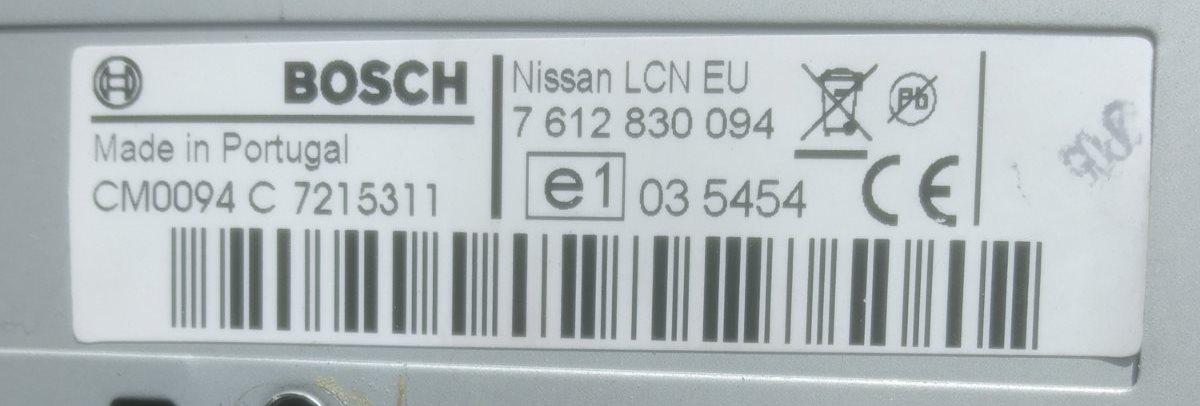 BOSCH
Made in Portugal
CM0094 C 7215311
Nissan LCN EU
7 612 830 094
Pb
e1 03 5454
CE